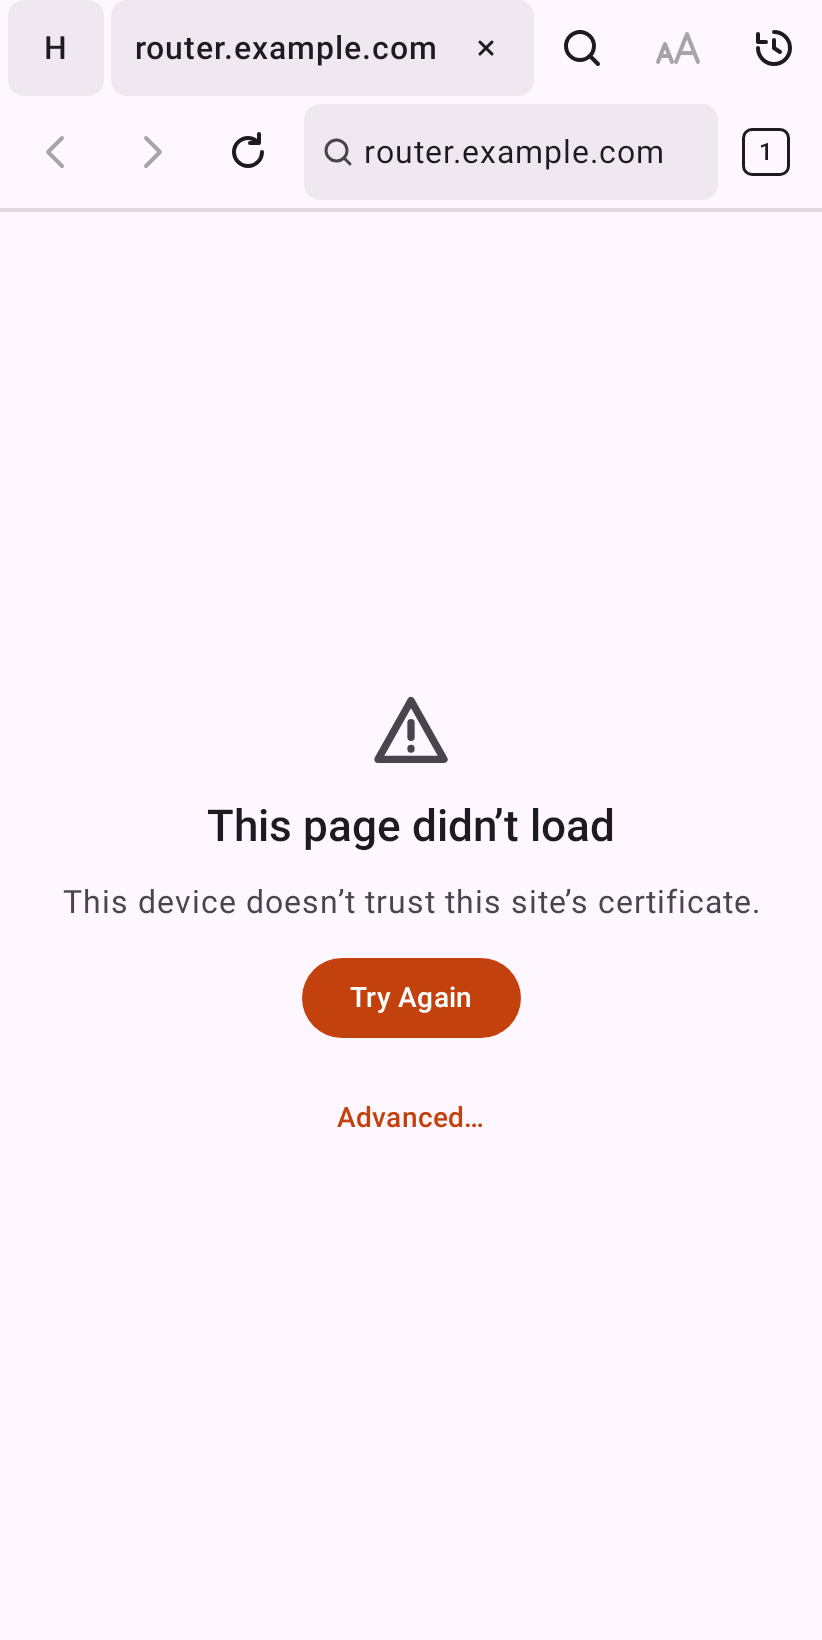 H
router.example.com
AA
router.example.com
1
This page didn’t load
This device doesn’t trust this site’s certificate.
Try Again
Advanced…